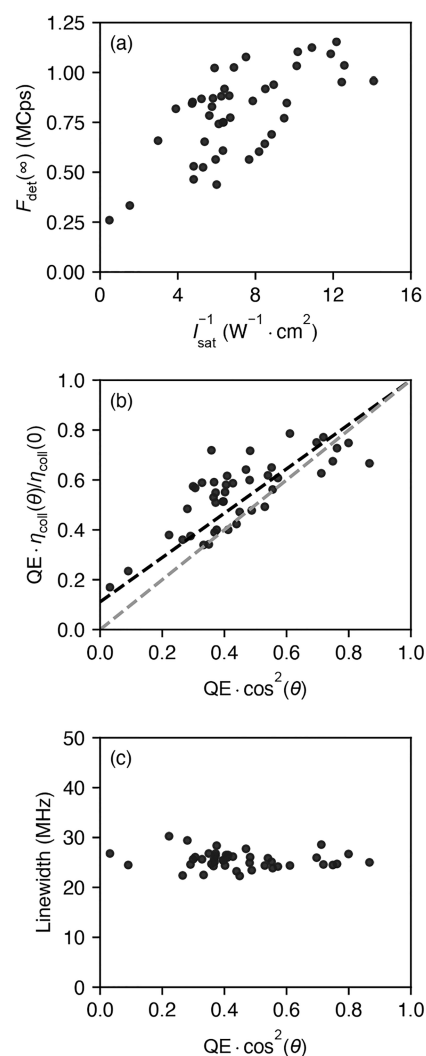 (a)
1.25
1.00
0.75
0.50
0.25
0.00
F_det(∞) (MCps)
0 4 8 12 16
I_sat^−1 (W^−1 · cm^2)
(b)
1.0
0.8
0.6
0.4
0.2
0.0
QE · η_coll(θ)/η_coll(0)
0.0 0.2 0.4 0.6 0.8 1.0
QE · cos^2(θ)
(c)
50
40
30
20
10
0
Linewidth (MHz)
0.0 0.2 0.4 0.6 0.8 1.0
QE · cos^2(θ)